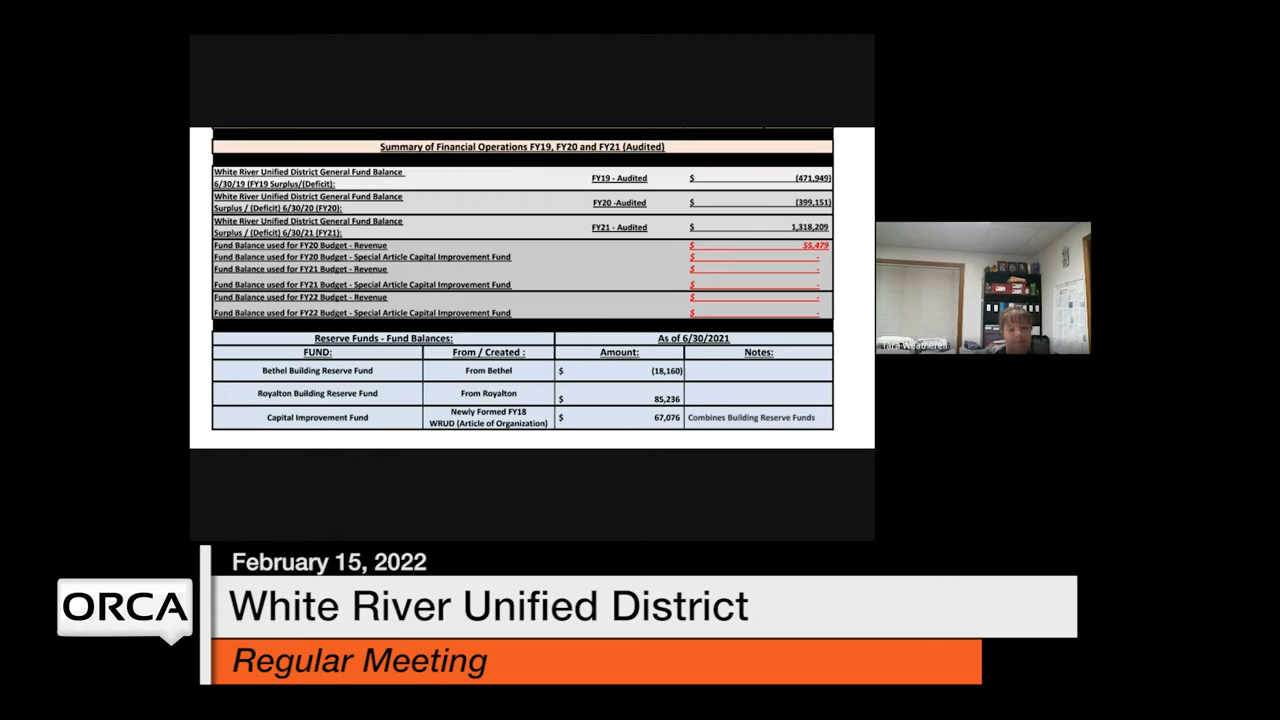 Summary of Financial Operations FY19, FY20 and FY21 (Audited)
White River Unified District General Fund Balance
6/30/19 (FY19 Surplus/(Deficit): FY19 - Audited $ (471,949)
White River Unified District General Fund Balance
Surplus / (Deficit) 6/30/20 (FY20): FY20 -Audited $ (399,151)
White River Unified District General Fund Balance
Surplus / (Deficit) 6/30/21 (FY21): FY21 - Audited $ 1,318,209
Fund Balance used for FY20 Budget - Revenue $ 55,479
Fund Balance used for FY20 Budget - Special Article Capital Improvement Fund $ -
Fund Balance used for FY21 Budget - Revenue $ -
Fund Balance used for FY21 Budget - Special Article Capital Improvement Fund $ -
Fund Balance used for FY22 Budget - Revenue $ -
Fund Balance used for FY22 Budget - Special Article Capital Improvement Fund $ -
Reserve Funds - Fund Balances: As of 6/30/2021
FUND: From / Created : Amount: Notes:
Bethel Building Reserve Fund From Bethel $ (18,160)
Royalton Building Reserve Fund From Royalton $ 85,236
Capital Improvement Fund Newly Formed FY18 WRUD (Article of Organization) $ 67,076 Combines Building Reserve Funds
Tara Weatherell
February 15, 2022
ORCA
White River Unified District
Regular Meeting